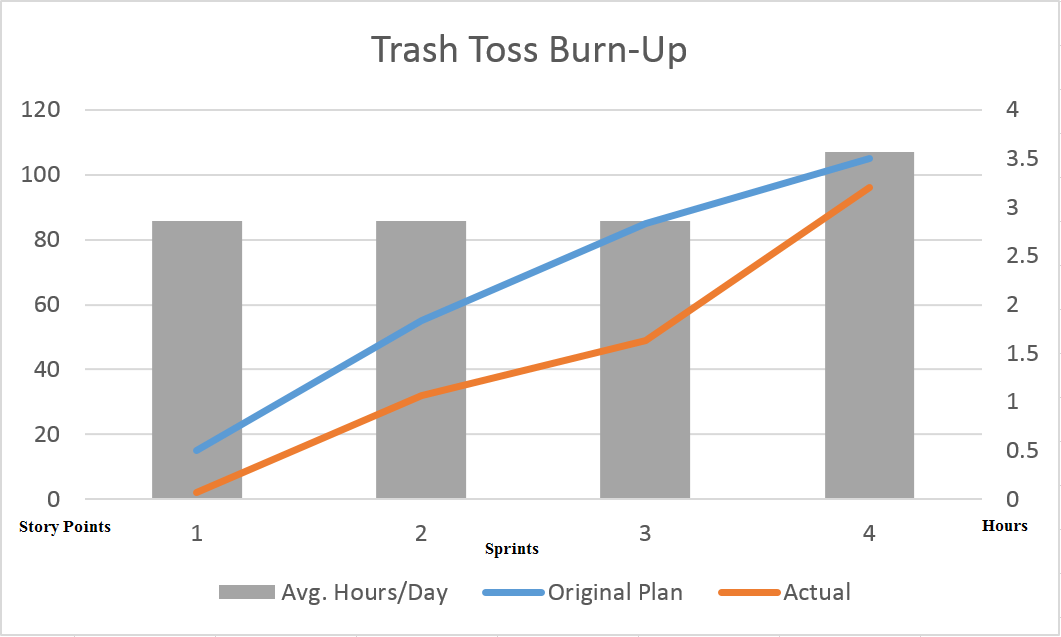 Trash Toss Burn-Up
120
100
80
60
40
20
0
4
3.5
3
2.5
2
1.5
1
0.5
0
Story Points
1
2
3
4
Hours
Sprints
Avg. Hours/Day
Original Plan
Actual